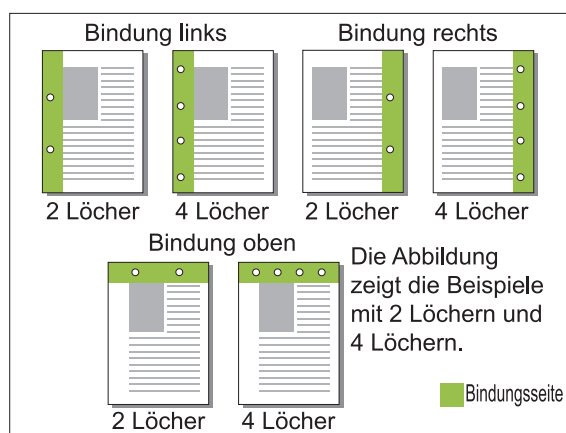 Bindung links
Bindung rechts
2 Löcher
4 Löcher
2 Löcher
4 Löcher
Bindung oben
2 Löcher
4 Löcher
Die Abbildung
zeigt die Beispiele
mit 2 Löchern und
4 Löchern.
Bindungsseite